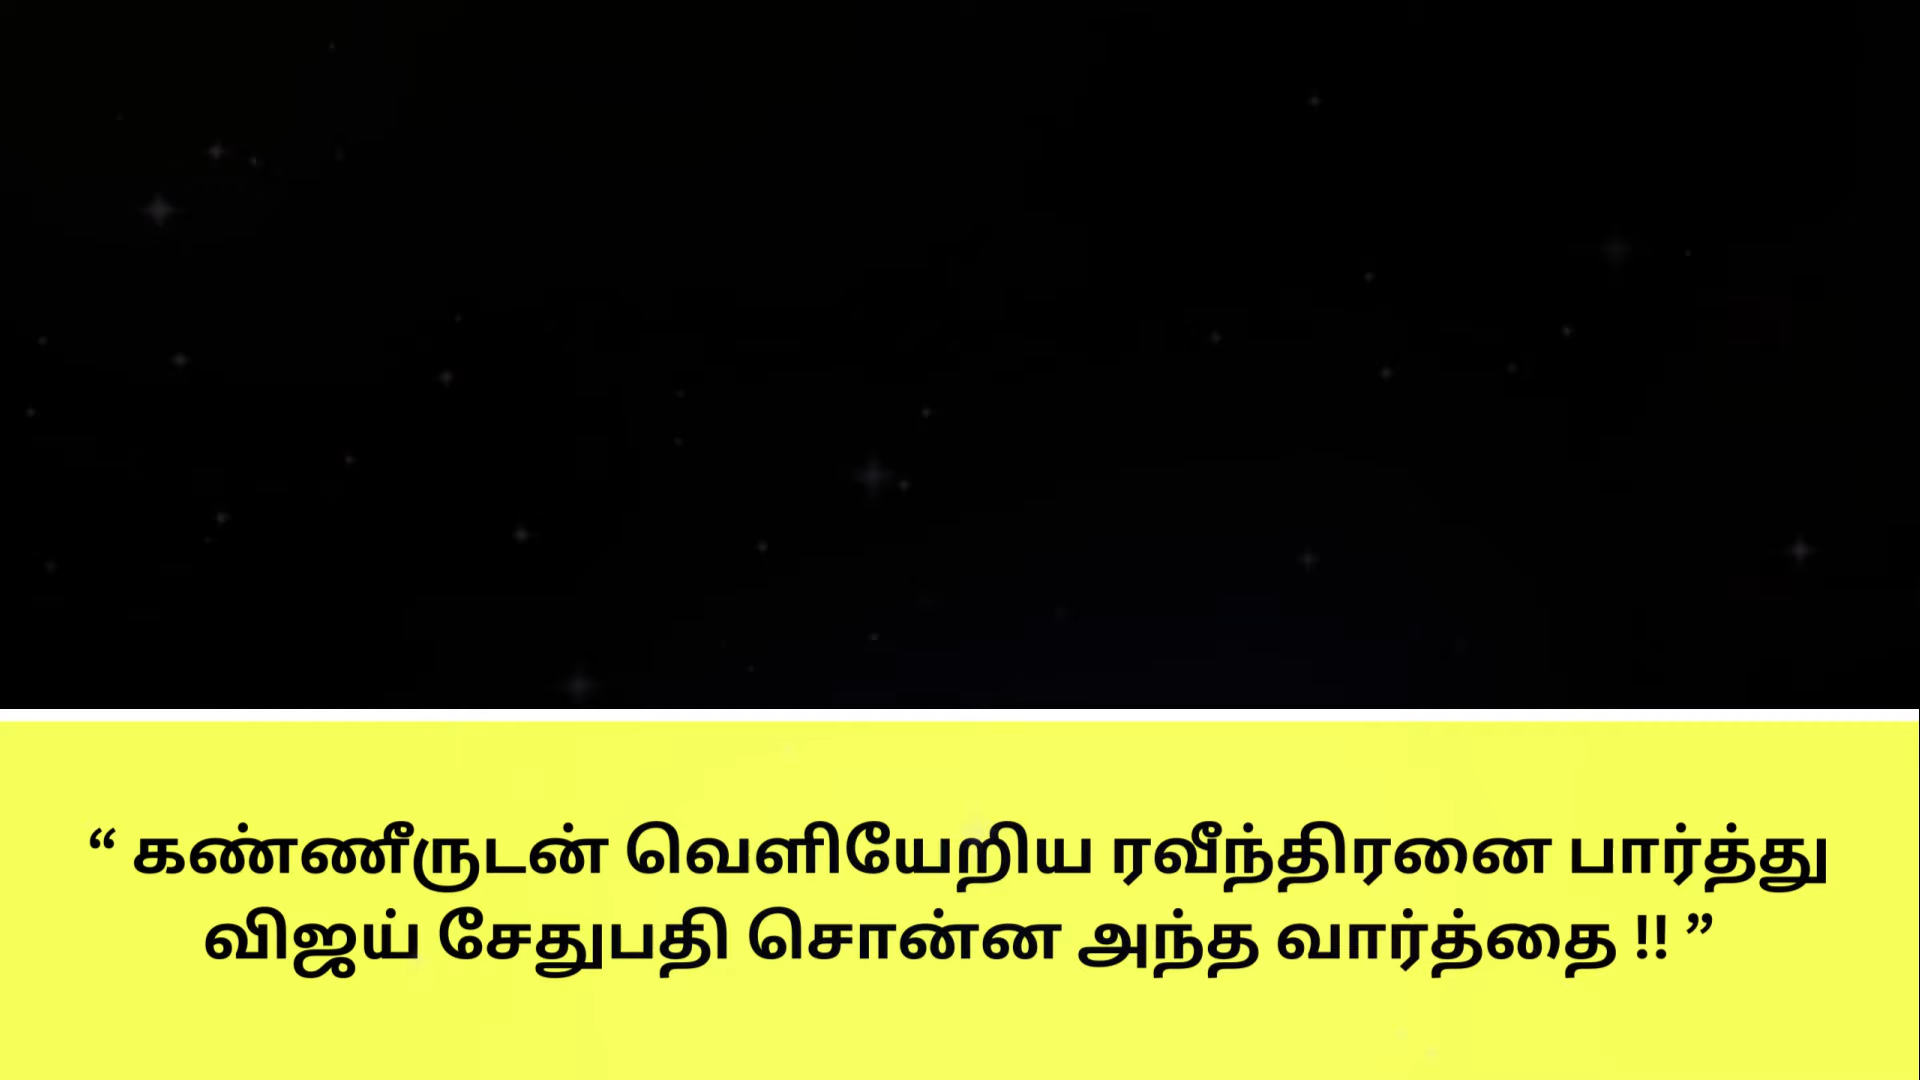 “ கண்ணீருடன் வெளியேறிய ரவீந்திரனை பார்த்து
விஜய் சேதுபதி சொன்ன அந்த வார்த்தை !! ”